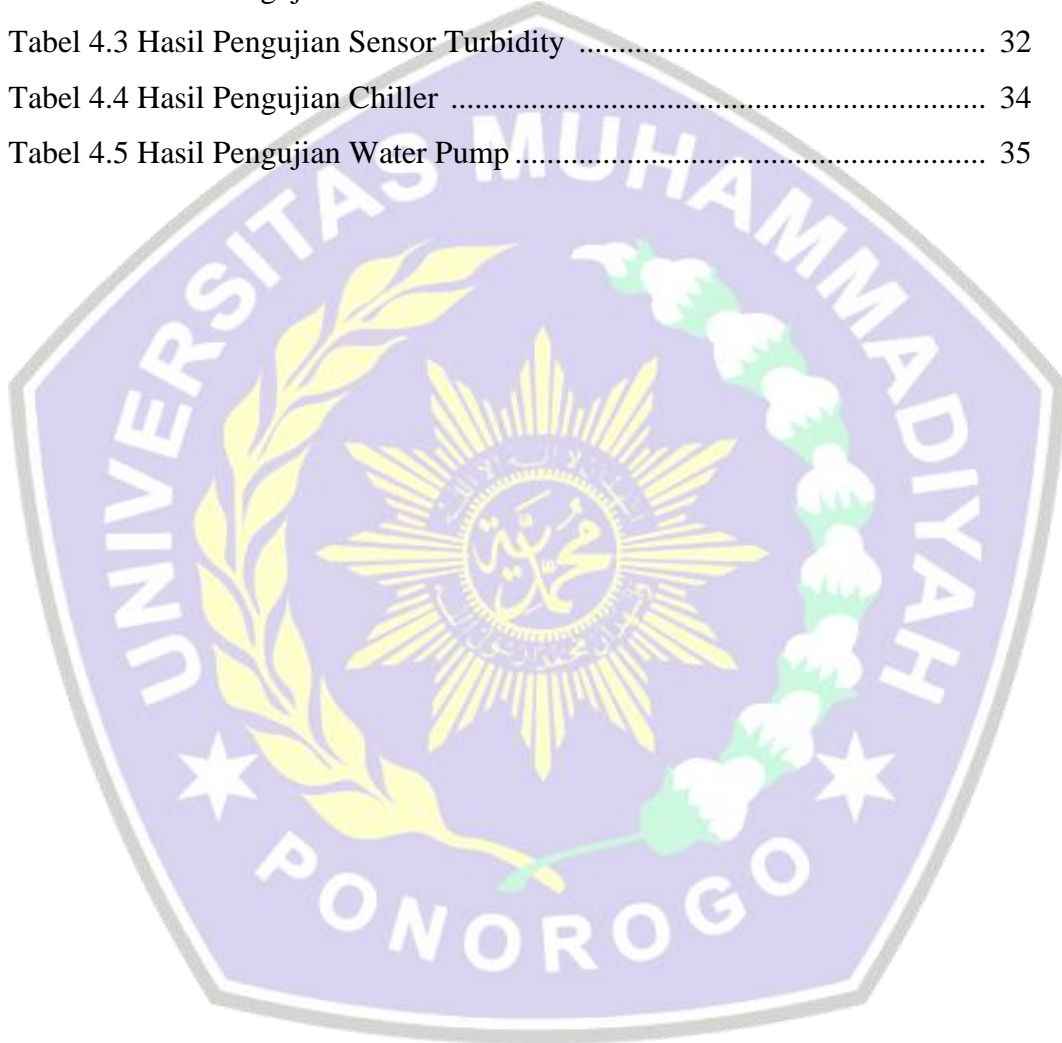 Tabel 4.3 Hasil Pengujian Sensor Turbidity ................................................... 32
Tabel 4.4 Hasil Pengujian Chiller ................................................................... 34
Tabel 4.5 Hasil Pengujian Water Pump ........................................................... 35
UNIVERSITAS MUHAMMADIYAH
PONOROGO